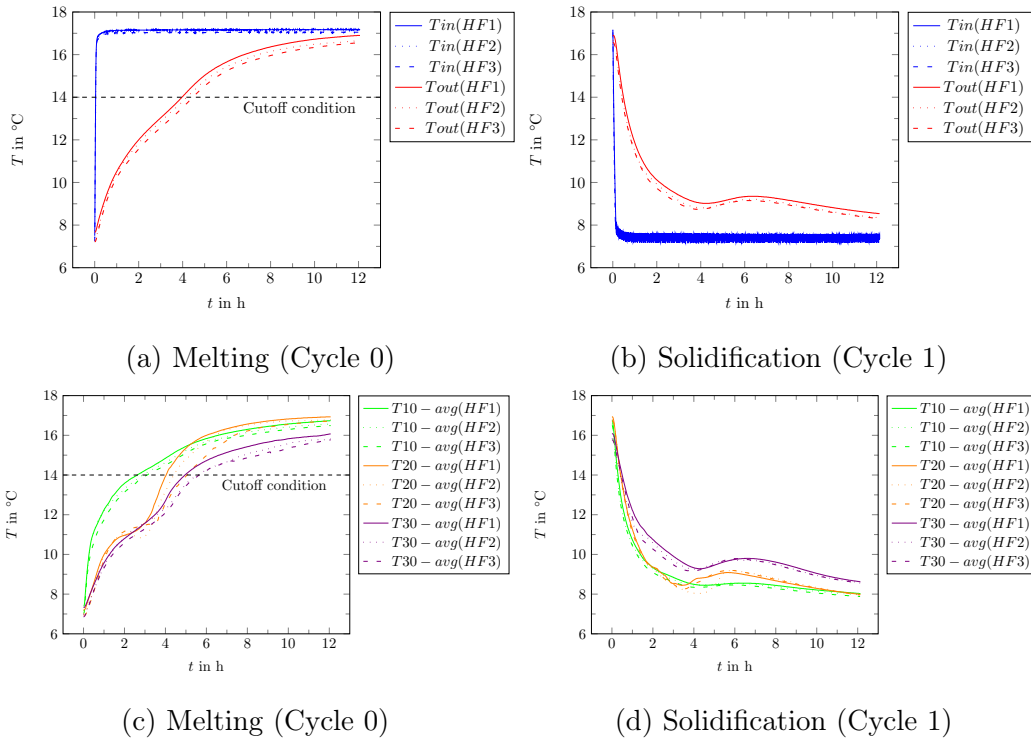 18
16
14
12
10
8
6
T in °C
0 2 4 6 8 10 12
t in h
Cutoff condition
Tin(HF1)
Tin(HF2)
Tin(HF3)
Tout(HF1)
Tout(HF2)
Tout(HF3)
(a) Melting (Cycle 0)
18
16
14
12
10
8
6
T in °C
0 2 4 6 8 10 12
t in h
Tin(HF1)
Tin(HF2)
Tin(HF3)
Tout(HF1)
Tout(HF2)
Tout(HF3)
(b) Solidification (Cycle 1)
18
16
14
12
10
8
6
T in °C
0 2 4 6 8 10 12
t in h
Cutoff condition
T10−avg(HF1)
T10−avg(HF2)
T10−avg(HF3)
T20−avg(HF1)
T20−avg(HF2)
T20−avg(HF3)
T30−avg(HF1)
T30−avg(HF2)
T30−avg(HF3)
(c) Melting (Cycle 0)
18
16
14
12
10
8
6
T in °C
0 2 4 6 8 10 12
t in h
T10−avg(HF1)
T10−avg(HF2)
T10−avg(HF3)
T20−avg(HF1)
T20−avg(HF2)
T20−avg(HF3)
T30−avg(HF1)
T30−avg(HF2)
T30−avg(HF3)
(d) Solidification (Cycle 1)